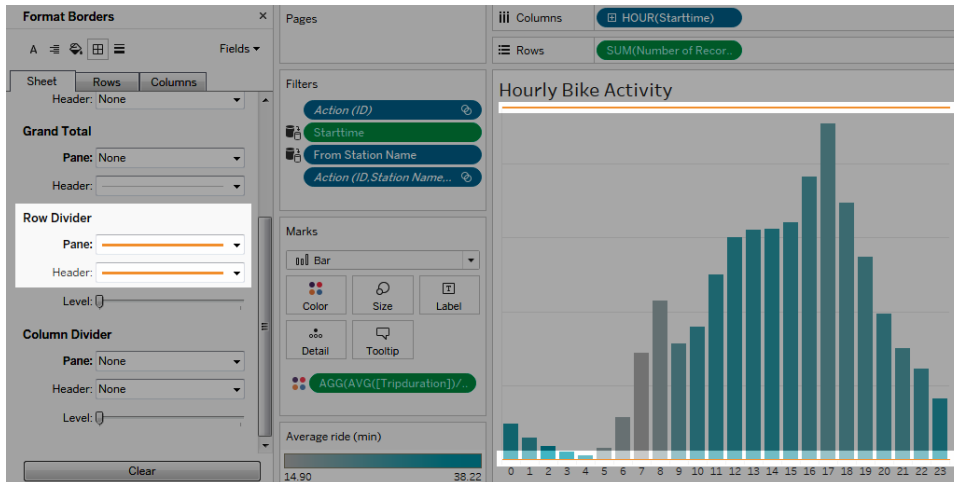 Format Borders ×
A Fields
Sheet Rows Columns
Header: None
Grand Total
Pane: None
Header:
Row Divider
Pane:
Header:
Level:
Column Divider
Pane: None
Header: None
Level:
Clear
Pages
Filters
Action (ID)
Starttime
From Station Name
Action (ID,Station Name,..
Marks
Bar
Color Size Label
Detail Tooltip
AGG(AVG([Tripduration])/..
Average ride (min)
14.90 38.22
Columns HOUR(Starttime)
Rows SUM(Number of Recor..
Hourly Bike Activity
0 1 2 3 4 5 6 7 8 9 10 11 12 13 14 15 16 17 18 19 20 21 22 23